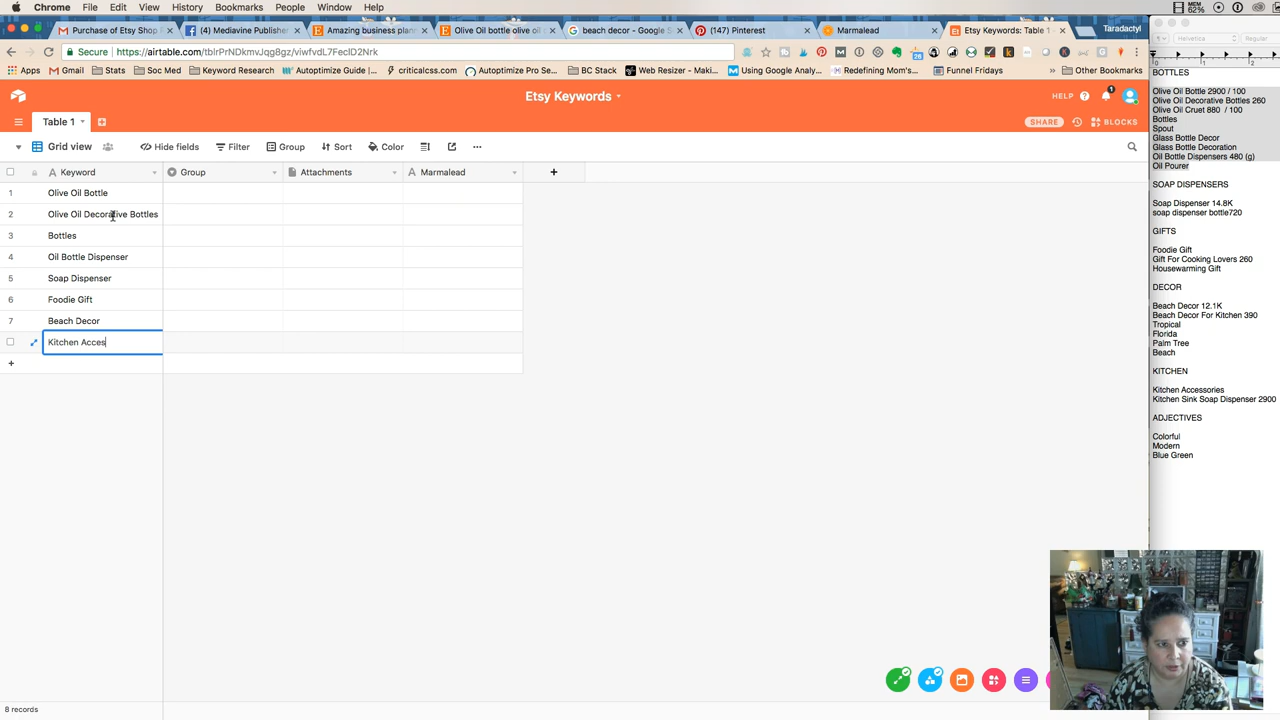 Chrome File Edit View History Bookmarks People Window Help
MEM 62%
Purchase of Etsy Shop
(4) Mediavine Publisher
Amazing business plan
Olive Oil bottle olive oil
beach decor - Google S
(147) Pinterest
Marmalead
Etsy Keywords: Table 1
Taradactyl
Secure https://airtable.com/tblrPrNDkmvJqg8gz/viwfvdL7FeclD2Nrk
28
Apps Gmail Stats Soc Med Keyword Research Autoptimize Guide |... criticalcss.com Autoptimize Pro Se... BC Stack Web Resizer - Maki... Using Google Analy... Redefining Mom's... Funnel Fridays Other Bookmarks
Etsy Keywords
HELP
1
Table 1
SHARE
BLOCKS
Grid view Hide fields Filter Group Sort Color
Keyword Group Attachments Marmalead
1 Olive Oil Bottle
2 Olive Oil Decorative Bottles
3 Bottles
4 Oil Bottle Dispenser
5 Soap Dispenser
6 Foodie Gift
7 Beach Decor
Kitchen Acces
+
8 records
Helvetica
Regular
0 1 2
BOTTLES
Olive Oil Bottle 2900 / 100
Olive Oil Decorative Bottles 260
Olive Oil Cruet 880 / 100
Bottles
Spout
Glass Bottle Decor
Glass Bottle Decoration
Oil Bottle Dispensers 480 (g)
Oil Pourer
SOAP DISPENSERS
Soap Dispenser 14.8K
soap dispenser bottle720
GIFTS
Foodie Gift
Gift For Cooking Lovers 260
Housewarming Gift
DECOR
Beach Decor 12.1K
Beach Decor For Kitchen 390
Tropical
Florida
Palm Tree
Beach
KITCHEN
Kitchen Accessories
Kitchen Sink Soap Dispenser 2900
ADJECTIVES
Colorful
Modern
Blue Green